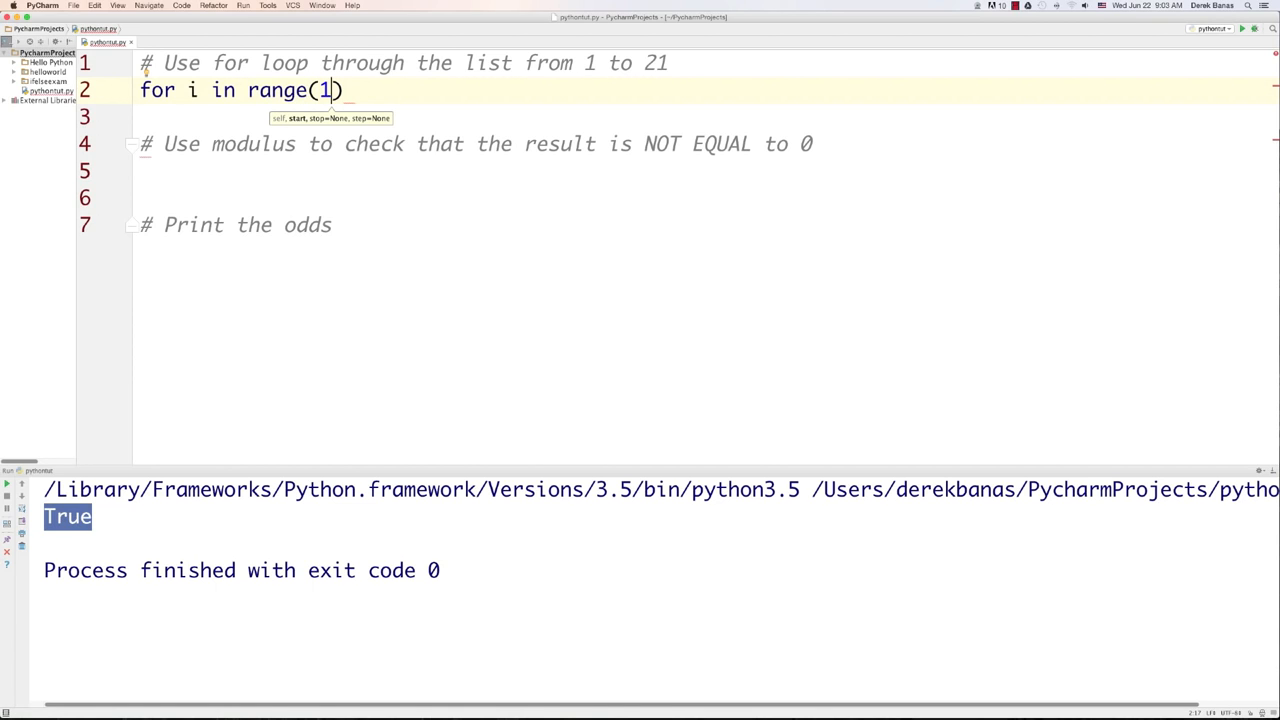 PyCharm File Edit View Navigate Code Refactor Run Tools VCS Window Help 10 Wed Jun 22 9:03 AM Derek Banas
pythontut.py - PycharmProjects - [~/PycharmProjects]
PycharmProjects pythontut.py pythontut
pythontut.py
PycharmProject
Hello Python
helloworld
ifelseexam
pythontut.py
External Librarie
1 # Use for loop through the list from 1 to 21
2 for i in range(1)
self, start, stop=None, step=None
3
4 # Use modulus to check that the result is NOT EQUAL to 0
5
6
7 # Print the odds
Run pythontut
/Library/Frameworks/Python.framework/Versions/3.5/bin/python3.5 /Users/derekbanas/PycharmProjects/pytho
True
Process finished with exit code 0
2:17 LF÷ UTF-8÷